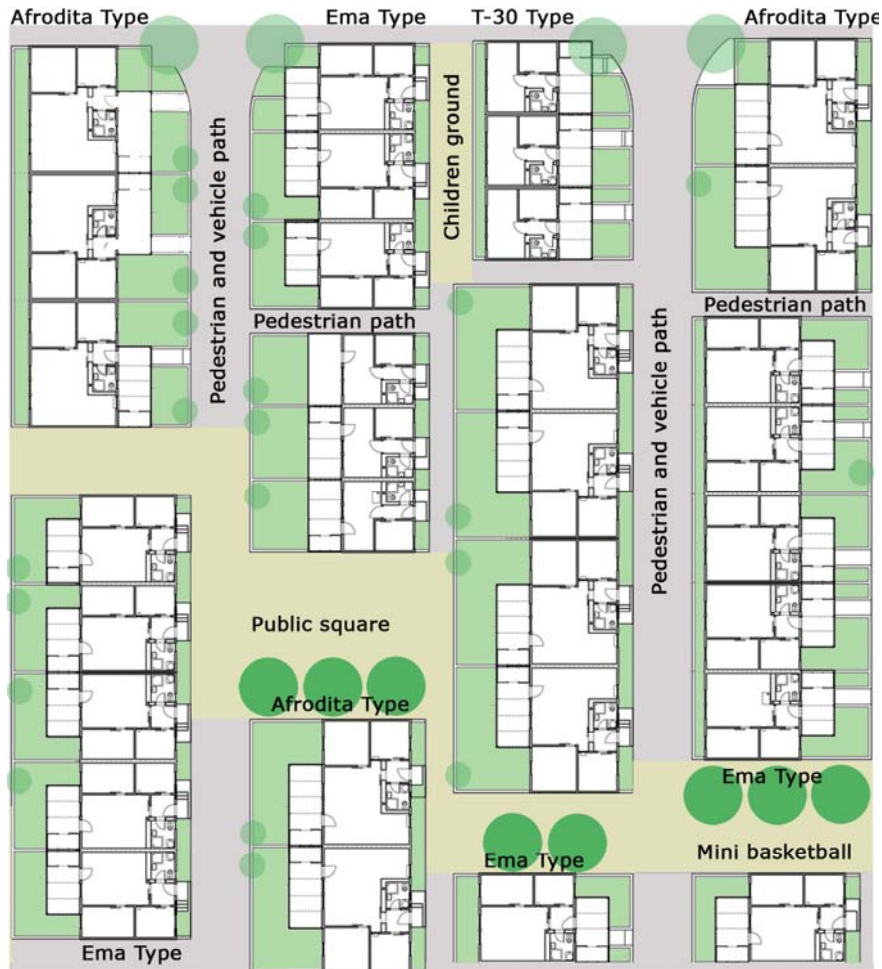 Afrodita Type
Ema Type
T-30 Type
Afrodita Type
Pedestrian and vehicle path
Children ground
Pedestrian path
Pedestrian path
Pedestrian and vehicle path
Public square
Afrodita Type
Ema Type
Ema Type
Mini basketball
Ema Type